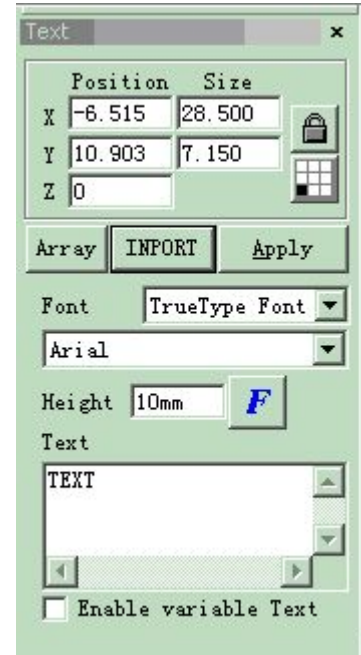 Text ×
Position Size
X -6.515 28.500
Y 10.903 7.150
Z 0
Array INPORT Apply
Font TrueType Font
Arial
Height 10mm F
Text
TEXT
Enable variable Text